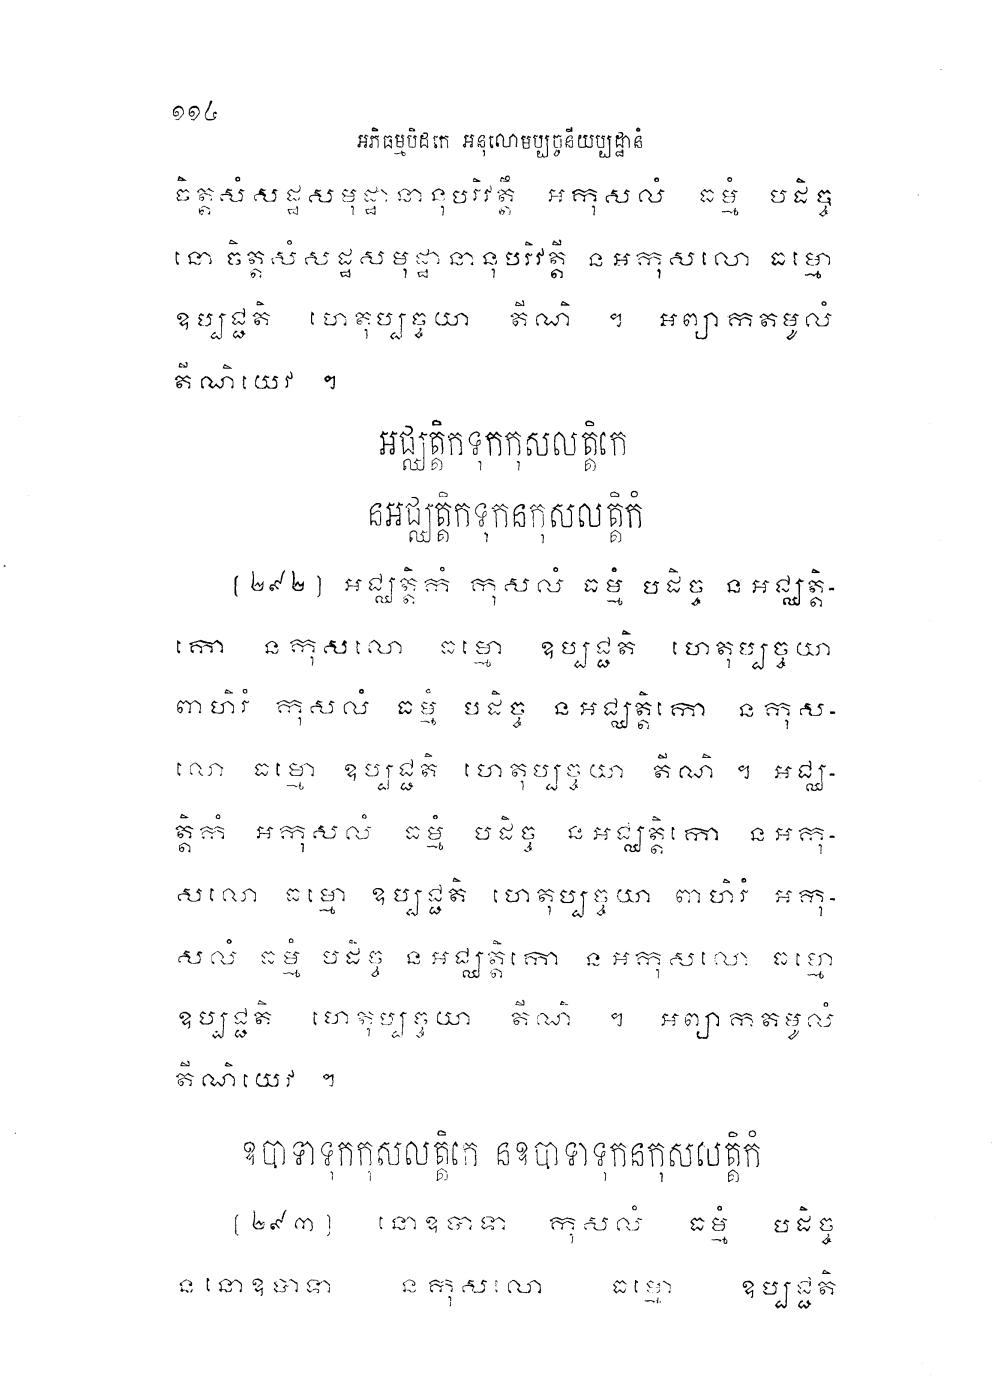 ១១៤
អភិធម្មបិដកេ អនុលោមប្បច្ចនីយប្បដ្ឋានំ
ចិត្តសំសដ្ឋសមុដ្ឋានានុបរិវត្តឹ អកុសលំ ធម្មំ បដិច្ច
នោ ចិត្តសំសដ្ឋសមុដ្ឋានានុបរិវត្តី នអកុសលោ ធម្មោ
ឧប្បជ្ជតិ ហេតុប្បច្ចយា តីណិ ។ អព្យាកតមូលំ
តីណិយេវ ។
អជ្ឈត្តិកទុកកុសលត្តិកេ
នអជ្ឈត្តិកទុកនកុសលត្តិកំ
(២៩២) អជ្ឈត្តិកំ កុសលំ ធម្មំ បដិច្ច នអជ្ឈត្តិ-
កោ នកុសលោ ធម្មោ ឧប្បជ្ជតិ ហេតុប្បច្ចយា
ពាហិរំ កុសលំ ធម្មំ បដិច្ច នអជ្ឈត្តិកោ នកុស-
លោ ធម្មោ ឧប្បជ្ជតិ ហេតុប្បច្ចយា តីណិ ។ អជ្ឈ-
ត្តិកំ អកុសលំ ធម្មំ បដិច្ច នអជ្ឈត្តិកោ នអកុ-
សលោ ធម្មោ ឧប្បជ្ជតិ ហេតុប្បច្ចយា ពាហិរំ អកុ-
សលំ ធម្មំ បដិច្ច នអជ្ឈត្តិកោ នអកុសលោ ធម្មោ
ឧប្បជ្ជតិ ហេតុប្បច្ចយា តីណិ ។ អព្យាកតមូលំ
តីណិយេវ ។
ឧបាទាទុកកុសលត្តិកេ នឧបាទាទុកនកុសលត្តិកំ
(២៩៣) នោឧបាទា កុសលំ ធម្មំ បដិច្ច
ននោឧបាទា នកុសលោ ធម្មោ ឧប្បជ្ជតិ